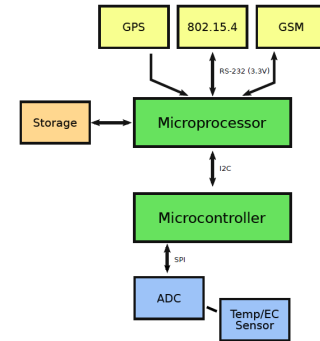 GPS
802.15.4
GSM
RS-232 (3.3V)
Storage
Microprocessor
I2C
Microcontroller
SPI
ADC
Temp/EC
Sensor